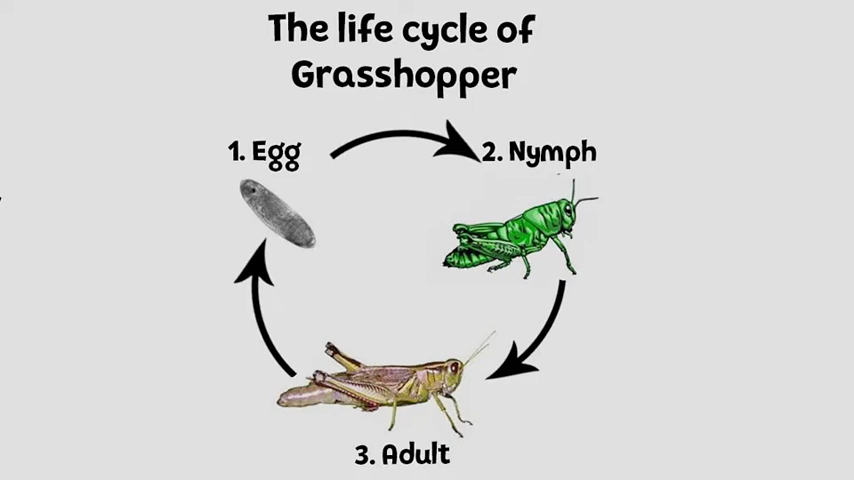 The life cycle of
Grasshopper
1. Egg
2. Nymph
3. Adult